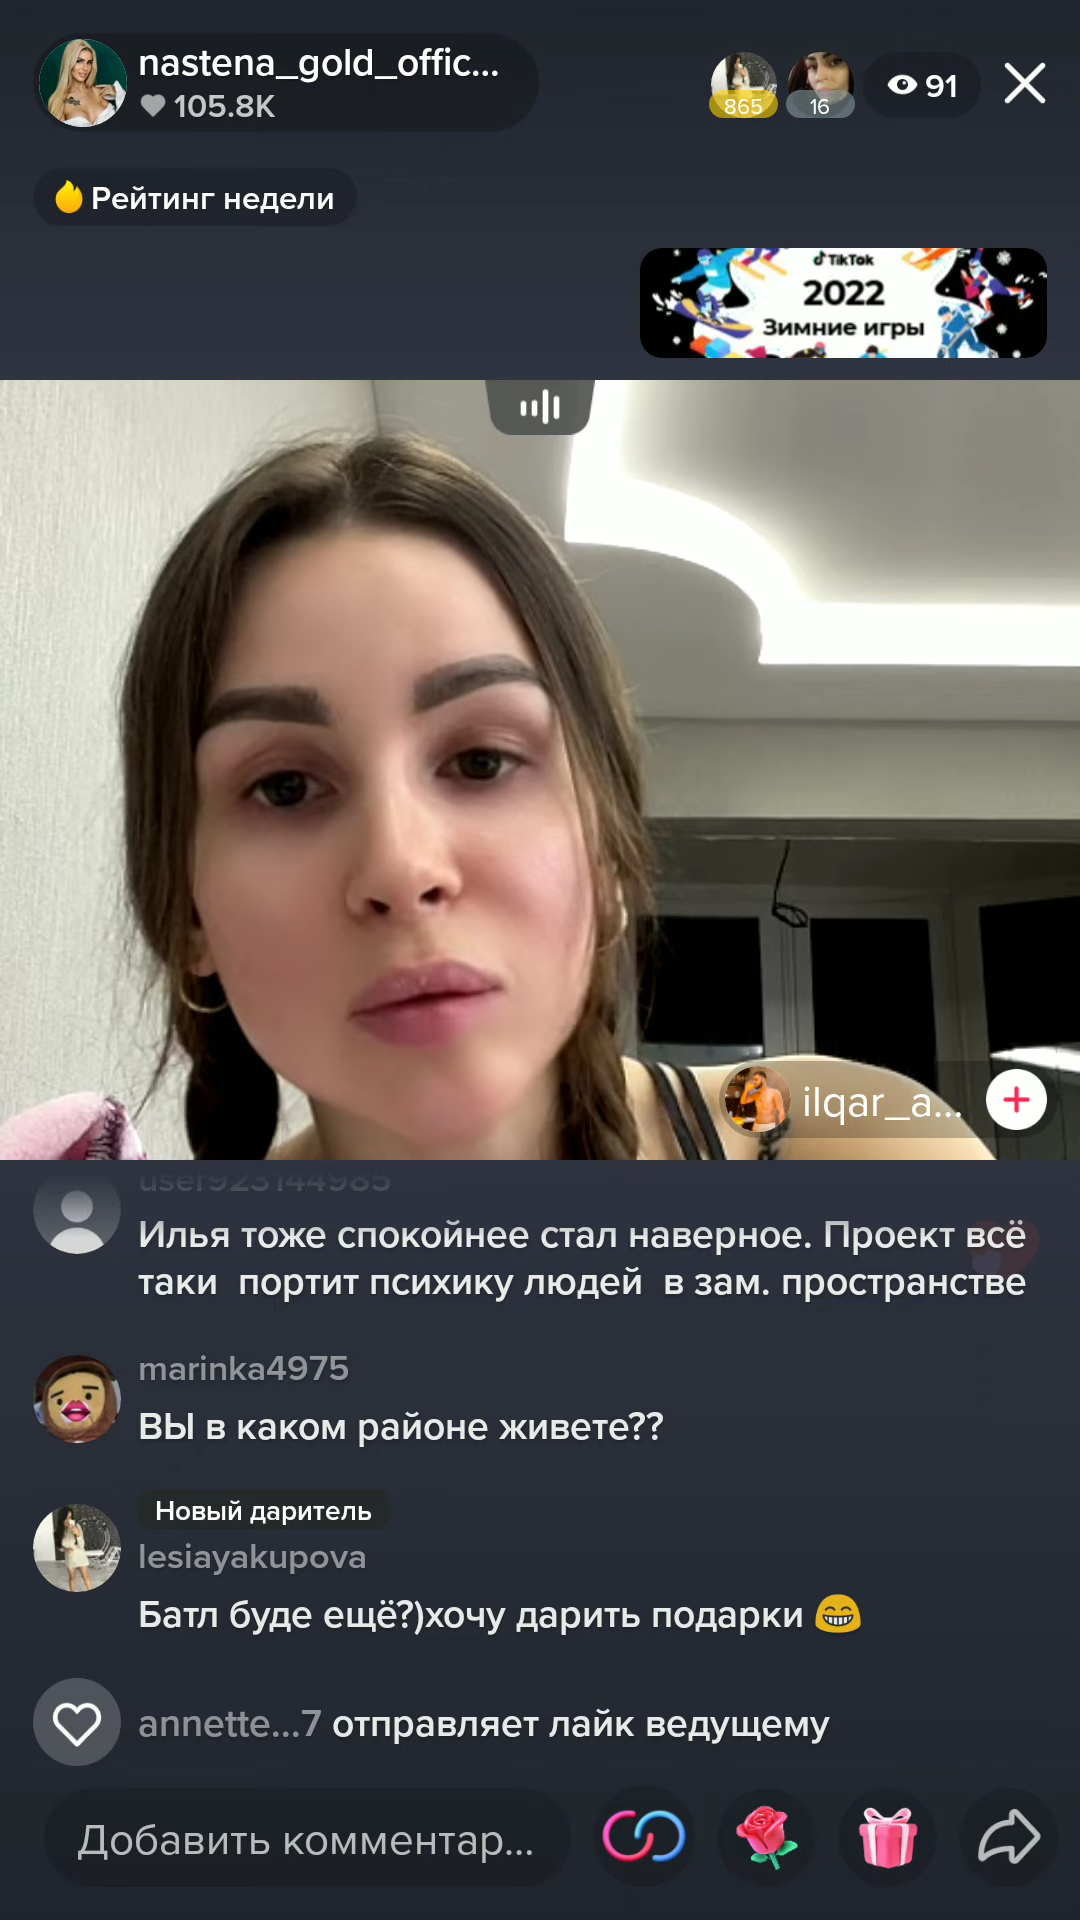 nastena_gold_offic...
105.8K
865
16
91
Рейтинг недели
TikTok
2022
Зимние игры
ilqar_a...
user923144985
Илья тоже спокойнее стал наверное. Проект всё
таки портит психику людей в зам. пространстве
marinka4975
ВЫ в каком районе живете??
Новый даритель
lesiayakupova
Батл буде ещё?)хочу дарить подарки 😁
annette...7 отправляет лайк ведущему
Добавить комментар...